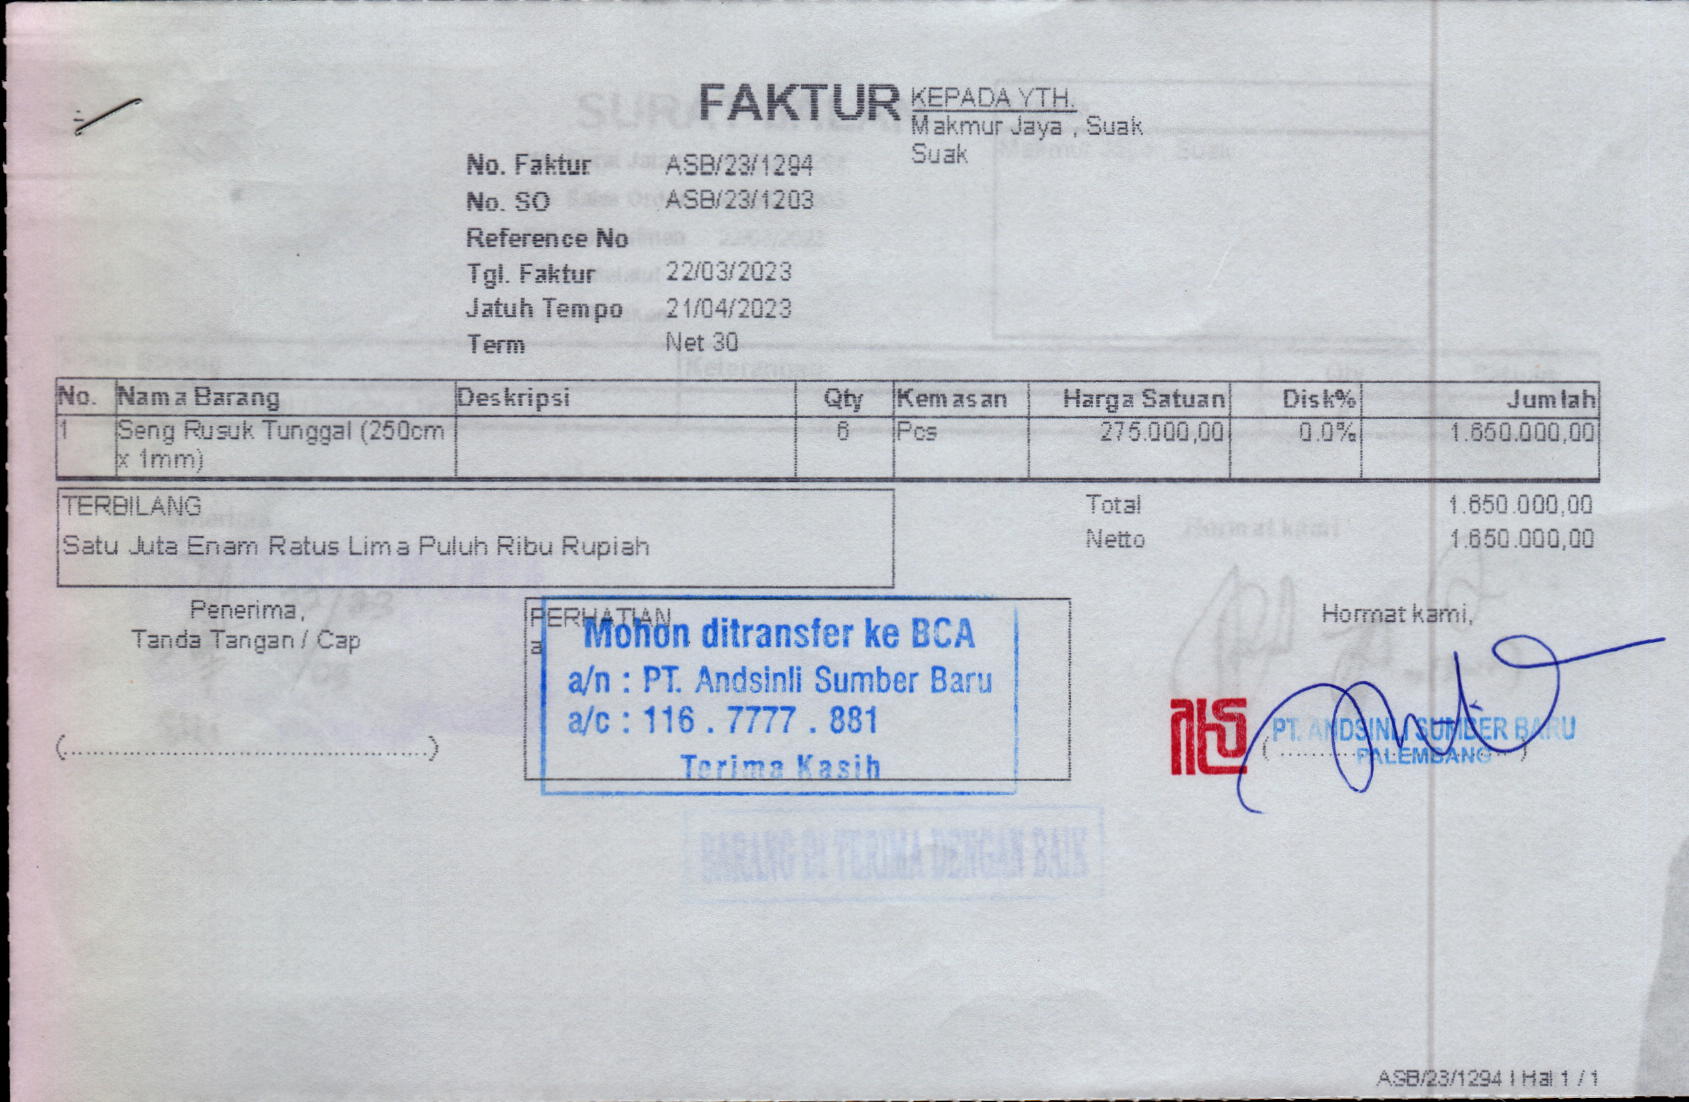 FAKTUR
KEPADA YTH.
Makmur Jaya , Suak
Suak
No. Faktur ASB/23/1294
No. SO ASB/23/1203
Reference No
Tgl. Faktur 22/03/2023
Jatuh Tempo 21/04/2023
Term Net 30
No. Nama Barang Deskripsi Qty Kemasan Harga Satuan Disk% Jumlah
1 Seng Rusuk Tunggal (250cm 6 Pcs 275.000,00 0.0% 1.650.000,00
x 1mm)
TERBILANG
Satu Juta Enam Ratus Lima Puluh Ribu Rupiah
Total 1.650.000,00
Netto 1.650.000,00
Penerima,
Tanda Tangan / Cap
(..........................................................)
PERHATIAN
a
Mohon ditransfer ke BCA
a/n : PT. Andsinli Sumber Baru
a/c : 116 . 7777 . 881
Terima Kasih
Hormat kami,
PT. ANDSINLI SUMBER BARU
PALEMBANG
BARANG DI TERIMA DENGAN BAIK
ASB/23/1294 | Hal 1 / 1